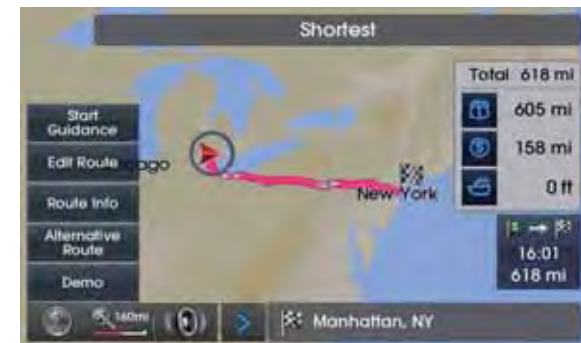 Shortest
Total 618 mi
605 mi
158 mi
0 ft
Start
Guidance
Edit Route
ago
Route Info
Alternative
Route
Demo
New York
16:01
618 mi
160mi
Manhattan, NY